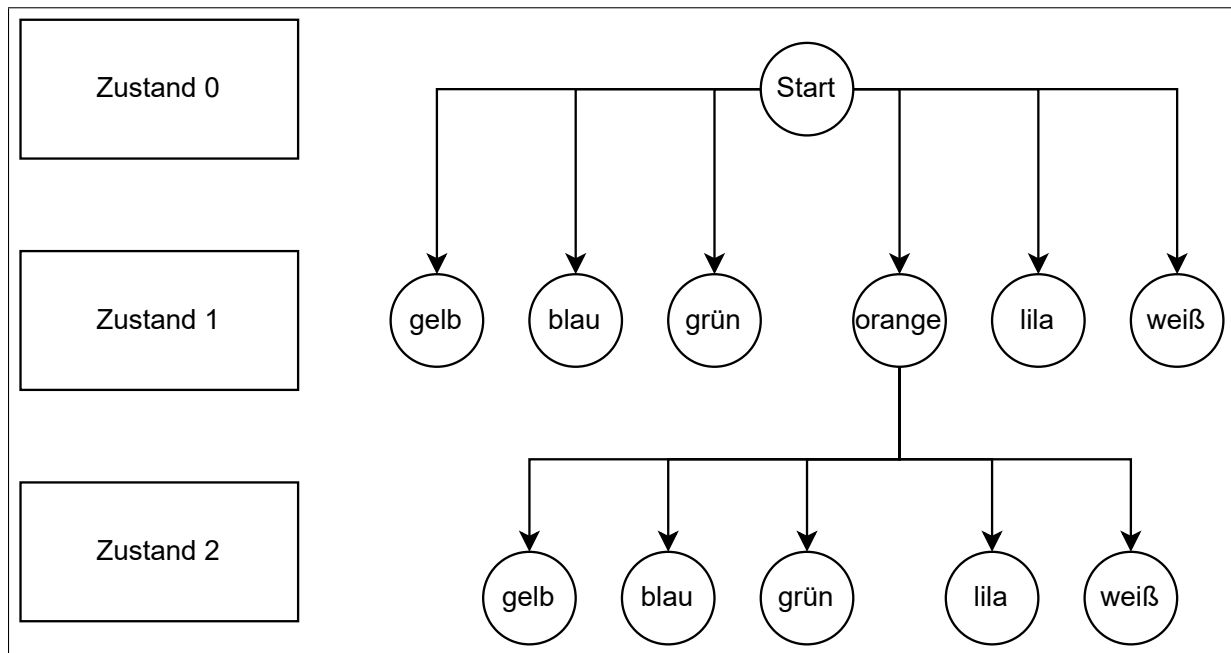 Zustand 0
Start
Zustand 1
gelb
blau
grün
orange
lila
weiß
Zustand 2
gelb
blau
grün
lila
weiß